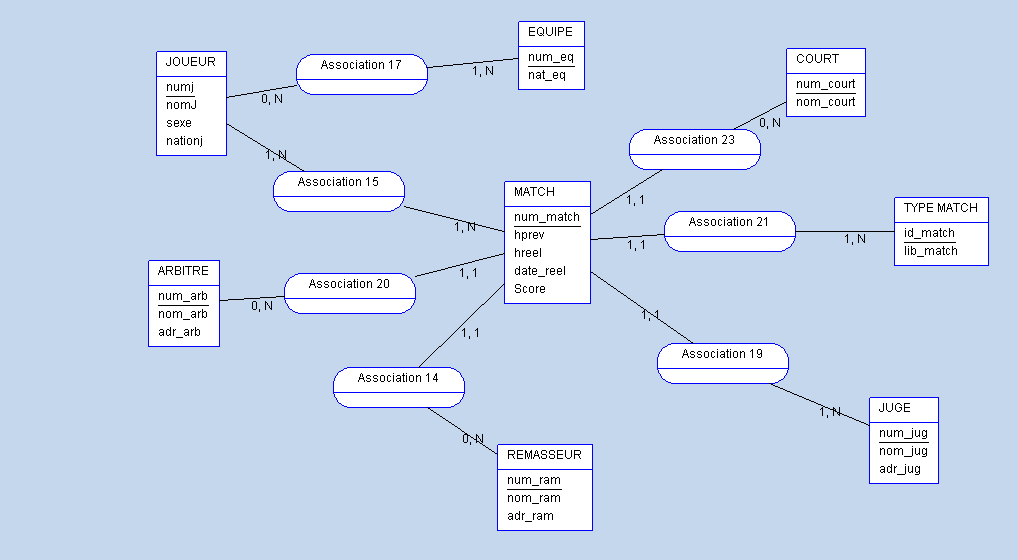 JOUEUR
numj
nomJ
sexe
nationj
Association 17
0, N
1, N
EQUIPE
num_eq
nat_eq
COURT
num_court
nom_court
Association 23
0, N
1, 1
1, N
Association 15
1, N
MATCH
num_match
hprev
hreel
date_reel
Score
Association 21
1, 1
1, N
TYPE MATCH
id_match
lib_match
ARBITRE
num_arb
nom_arb
adr_arb
Association 20
0, N
1, 1
1, 1
Association 14
0, N
REMASSEUR
num_ram
nom_ram
adr_ram
1, 1
Association 19
1, N
JUGE
num_jug
nom_jug
adr_jug